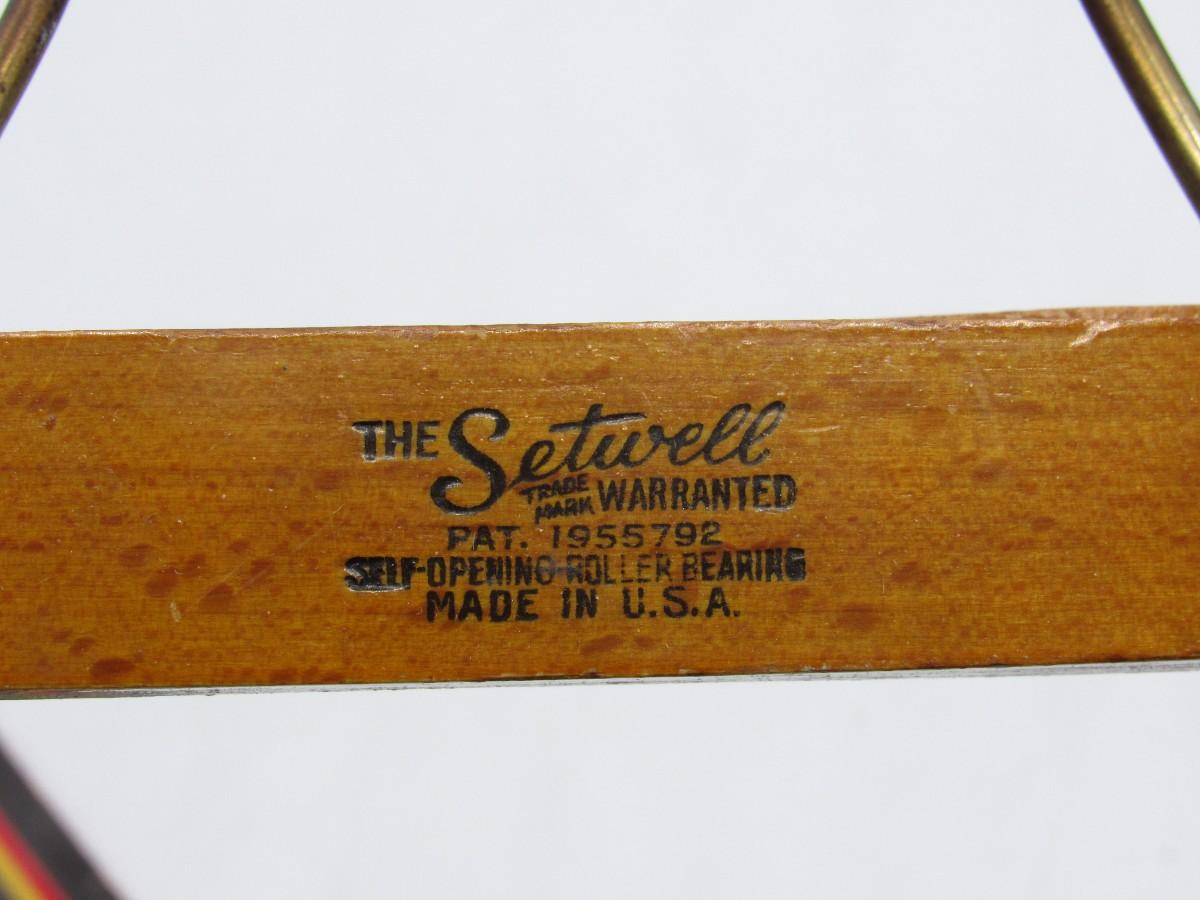 THE Setwell
TRADE MARK WARRANTED
PAT. 1955792
SELF-OPENING-ROLLER BEARING
MADE IN U.S.A.